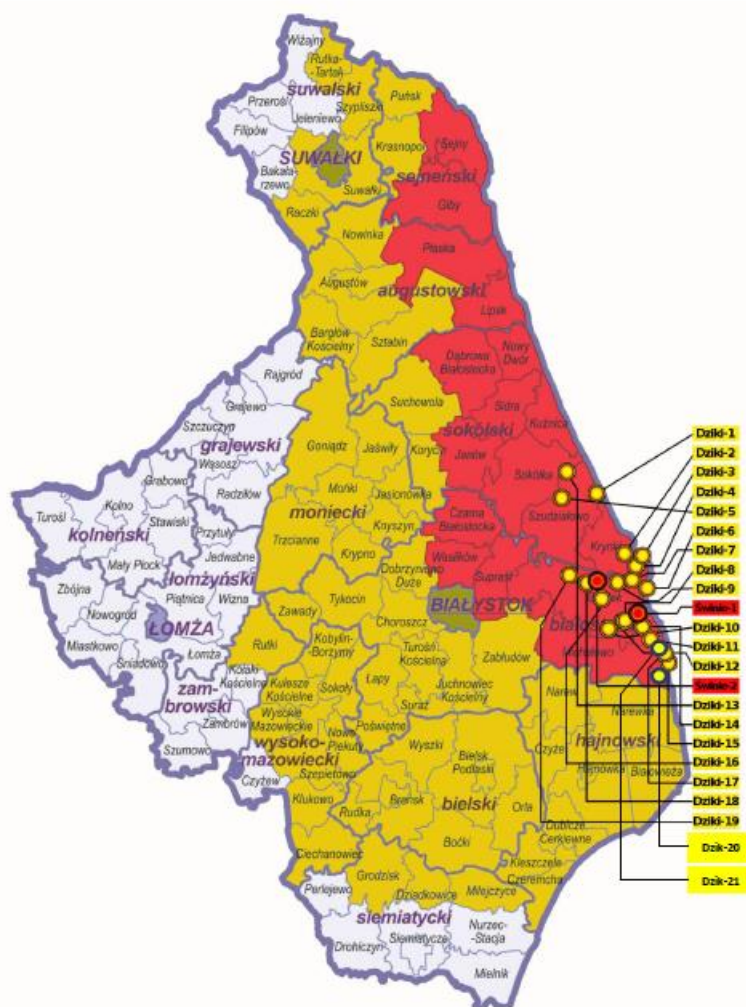 Wiżajny
Rutka-
Tartak
suwalski
Puńsk
Przerośl
Szypliszki
Jeleniewo
Filipów
Krasnopol
Sejny
SUWAŁKI
Bakała-
rzewo
sejneński
Suwałki
Giby
Raczki
Nowinka
Płaska
Augustów
augustowski
Lipsk
Bargłów
Kościelny
Sztabin
Dąbrowa
Białostocka
Nowy
Dwór
Rajgród
Suchowola
Sidra
Grajewo
Kuźnica
Szczuczyn
sokólski
grajewski
Goniądz
Jaświły
Korycin
Janów
Wąsosz
Sokółka
Grabowo
Mońki
Jasionówka
Radziłów
Kolno
Czarna
Białostocka
Szudziałowo
Turośl
Stawiski
moniecki
kolneński
Przytuły
Trzcianne
Knyszyn
Krynki
Mały Płock
Jedwabne
Krypno
Wasilków
Zbójna
łomżyński
Dobrzyniewo
Duże
Supraśl
Piątnica
Wizna
Tykocin
BIAŁYSTOK
Nowogród
Zawady
Choroszcz
Miastkowo
ŁOMŻA
Michałowo
Śniadowo
Łomża
Rutki
Kobylin-
Borzymy
Turośń
Kościelna
Zabłudów
Kołaki
Kościelne
Kulesze
Kościelne
Łapy
Juchnowiec
Kościelny
zam-
browski
Sokoły
Suraż
Narew
Narewka
Zambrów
Wysokie
Mazowieckie
Poświętne
Szumowo
wysoko-
mazowiecki
Nowe
Piekuty
Wyszki
Czyże
hajnowski
Bielsk
Podlaski
Szepietowo
Hajnówka
Białowieża
Czyżew
Klukowo
Rudka
Brańsk
bielski
Orla
Boćki
Dubicze
Cerkiewne
Ciechanowiec
Kleszczele
Grodzisk
Czeremcha
Perlejewo
Dziadkowice
Milejczyce
siemiatycki
Nurzec-
-Stacja
Drohiczyn
Siemiatycze
Mielnik
Dziki-1
Dziki-2
Dziki-3
Dziki-4
Dziki-5
Dziki-6
Dziki-7
Dziki-8
Dziki-9
Świnie-1
Dziki-10
Dziki-11
Dziki-12
Świnie-2
Dziki-13
Dziki-14
Dziki-15
Dziki-16
Dziki-17
Dziki-18
Dziki-19
Dzik-20
Dzik-21